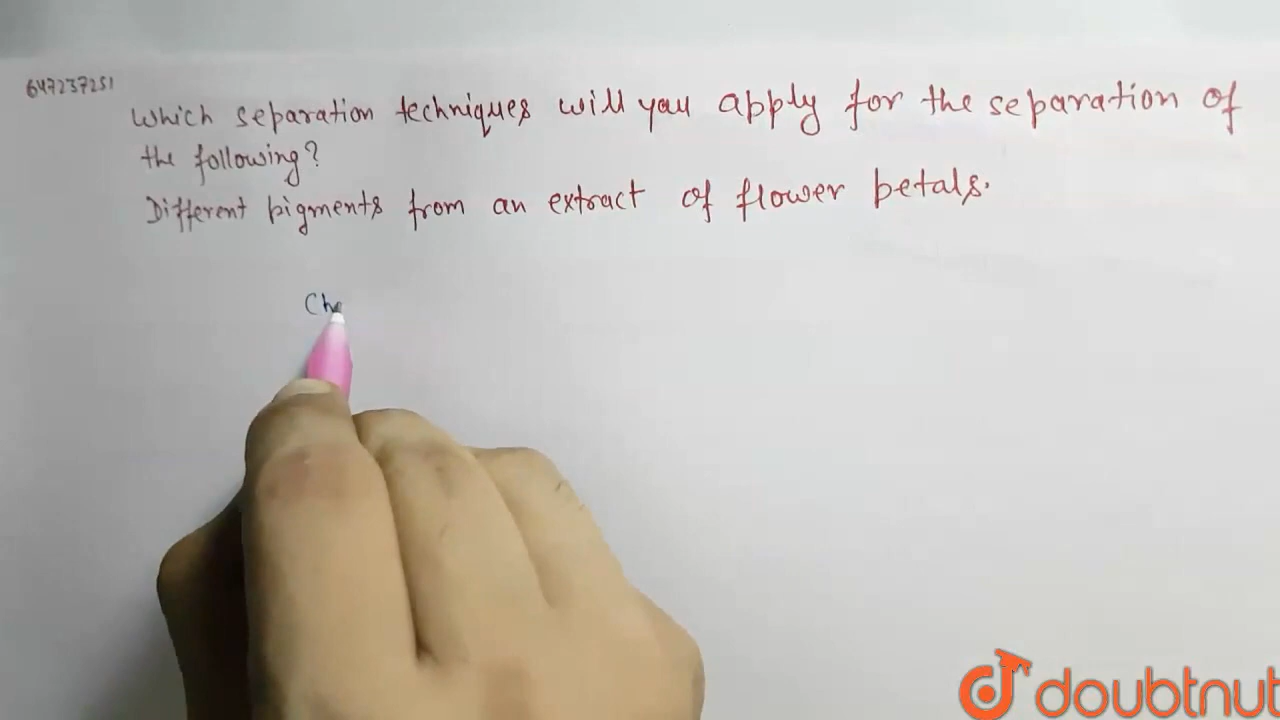 647237251
Which separation techniques will you apply for the separation of
the following?
Different pigments from an extract of flower betals.
Ch
doubtnut